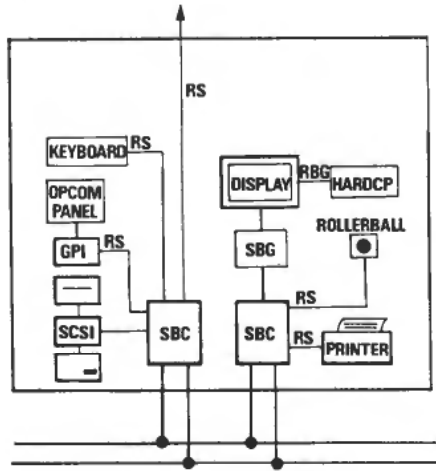 RS
KEYBOARD
RS
OPCOM
PANEL
GPI
RS
SCSI
SBC
DISPLAY
RBG
HARDCP
SBG
ROLLERBALL
RS
SBC
RS
PRINTER